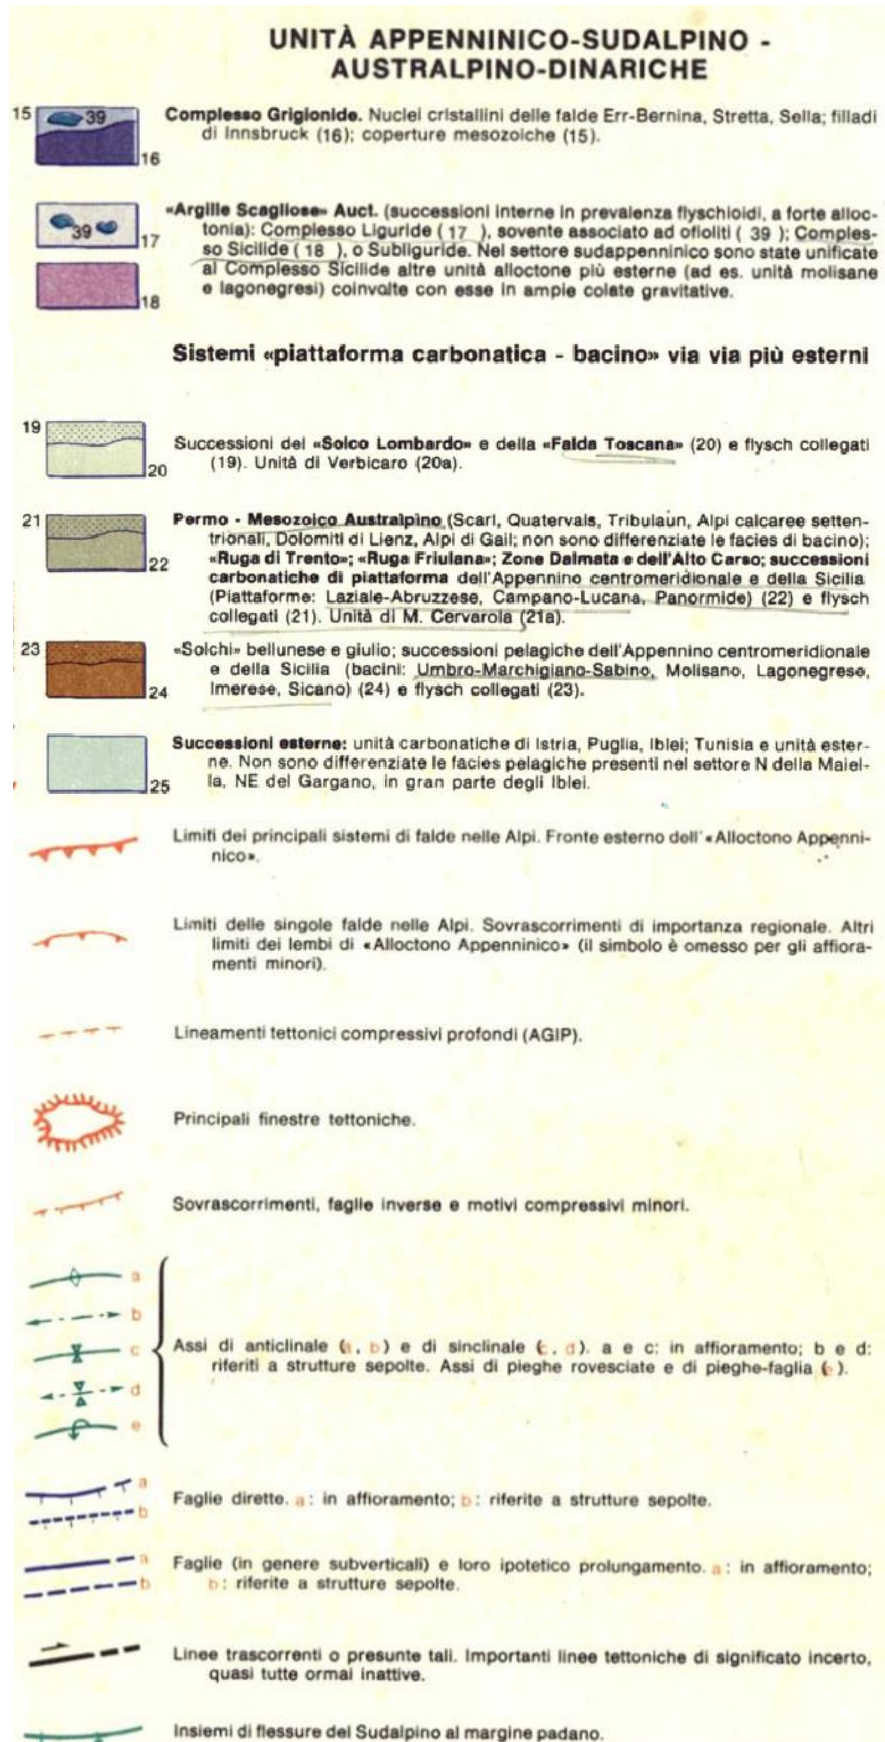 UNITÀ APPENNINICO-SUDALPINO -
AUSTRALPINO-DINARICHE
15 39 Complesso Grigionide. Nuclei cristallini delle falde Err-Bernina, Stretta, Sella; filladi
16 di Innsbruck (16); coperture mesozoiche (15).
«Argille Scagliose» Auct. (successioni interne in prevalenza flyschioidi, a forte alloc-
39 17 tonia): Complesso Liguride ( 17 ), sovente associato ad ofioliti ( 39 ); Comples-
so Sicilide ( 18 ), o Subliguride. Nel settore sudappenninico sono state unificate
al Complesso Sicilide altre unità alloctone più esterne (ad es. unità molisane
18 e lagonegresi) coinvolte con esse in ampie colate gravitative.
Sistemi «piattaforma carbonatica - bacino» via via più esterni
19 Successioni del «Solco Lombardo» e della «Falda Toscana» (20) e flysch collegati
20 (19). Unità di Verbicaro (20a).
21 Permo - Mesozoico Australpino (Scarl, Quatervals, Tribulaun, Alpi calcaree setten-
trionali, Dolomiti di Lienz, Alpi di Gail; non sono differenziate le facies di bacino);
22 «Ruga di Trento»; «Ruga Friulana»; Zone Dalmata e dell'Alto Carso; successioni
carbonatiche di piattaforma dell'Appennino centromeridionale e della Sicilia
(Piattaforme: Laziale-Abruzzese, Campano-Lucana, Panormide) (22) e flysch
collegati (21). Unità di M. Cervarola (21a).
23 «Solchi» bellunese e giulio; successioni pelagiche dell'Appennino centromeridionale
e della Sicilia (bacini: Umbro-Marchigiano-Sabino, Molisano, Lagonegrese,
24 Imerese, Sicano) (24) e flysch collegati (23).
Successioni esterne: unità carbonatiche di Istria, Puglia, Iblei; Tunisia e unità ester-
ne. Non sono differenziate le facies pelagiche presenti nel settore N della Maiel-
25 la, NE del Gargano, in gran parte degli Iblei.
Limiti dei principali sistemi di falde nelle Alpi. Fronte esterno dell'«Alloctono Appenni-
nico».
Limiti delle singole falde nelle Alpi. Sovrascorrimenti di importanza regionale. Altri
limiti dei lembi di «Alloctono Appenninico» (il simbolo è omesso per gli affiora-
menti minori).
Lineamenti tettonici compressivi profondi (AGIP).
Principali finestre tettoniche.
Sovrascorrimenti, faglie inverse e motivi compressivi minori.
a
b
c Assi di anticlinale (a, b) e di sinclinale (c, d). a e c: in affioramento; b e d:
d riferiti a strutture sepolte. Assi di pieghe rovesciate e di pieghe-faglia (e).
e
a
b Faglie dirette. a: in affioramento; b: riferite a strutture sepolte.
a Faglie (in genere subverticali) e loro ipotetico prolungamento. a: in affioramento;
b b: riferite a strutture sepolte.
Linee trascorrenti o presunte tali. Importanti linee tettoniche di significato incerto,
quasi tutte ormai inattive.
Insiemi di flessure del Sudalpino al margine padano.